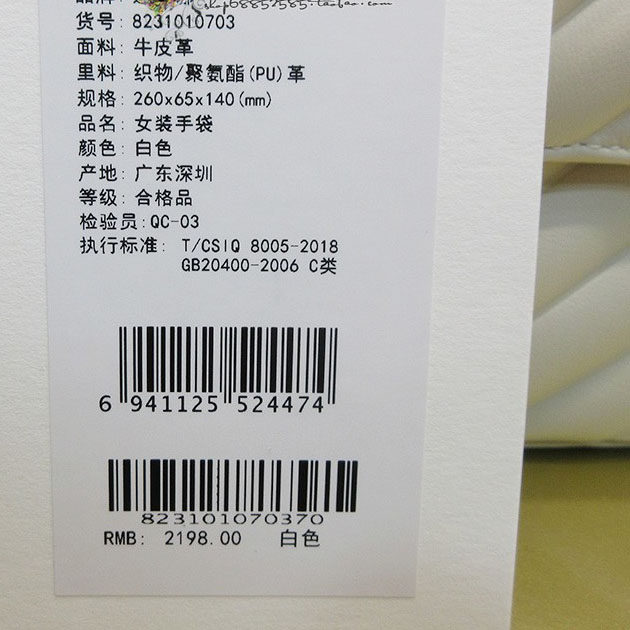 货号: 8231010703
面料: 牛皮革
里料: 织物/聚氨酯(PU)革
规格: 260x65x140(mm)
品名: 女装手袋
颜色: 白色
产地: 广东深圳
等级: 合格品
检验员:QC-03
执行标准: T/CSIQ 8005-2018
GB20400-2006 C类
6 941125 524474
823101070370
RMB: 2198.00 白色